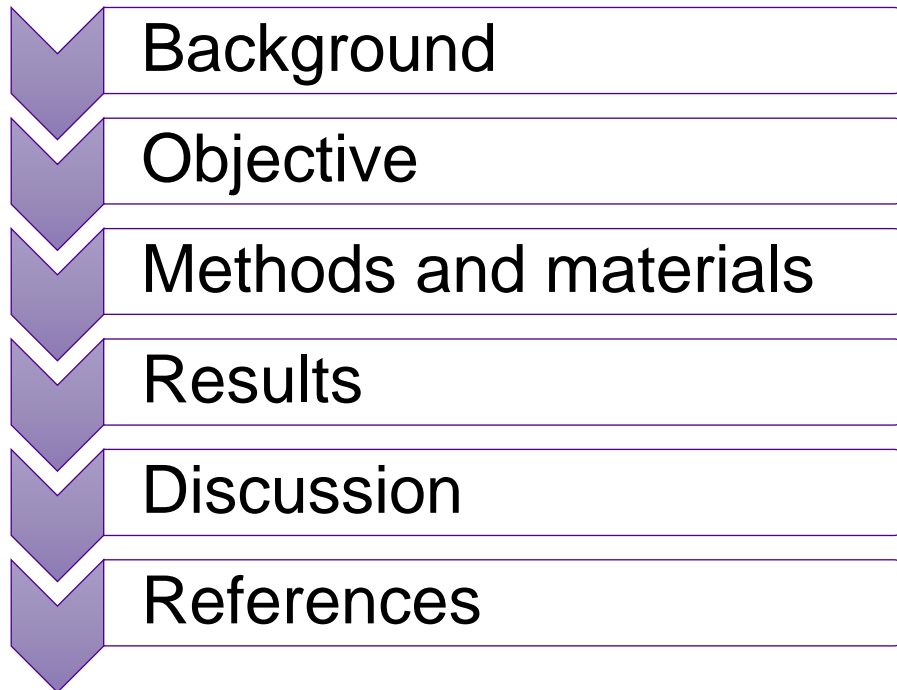 Background
Objective
Methods and materials
Results
Discussion
References